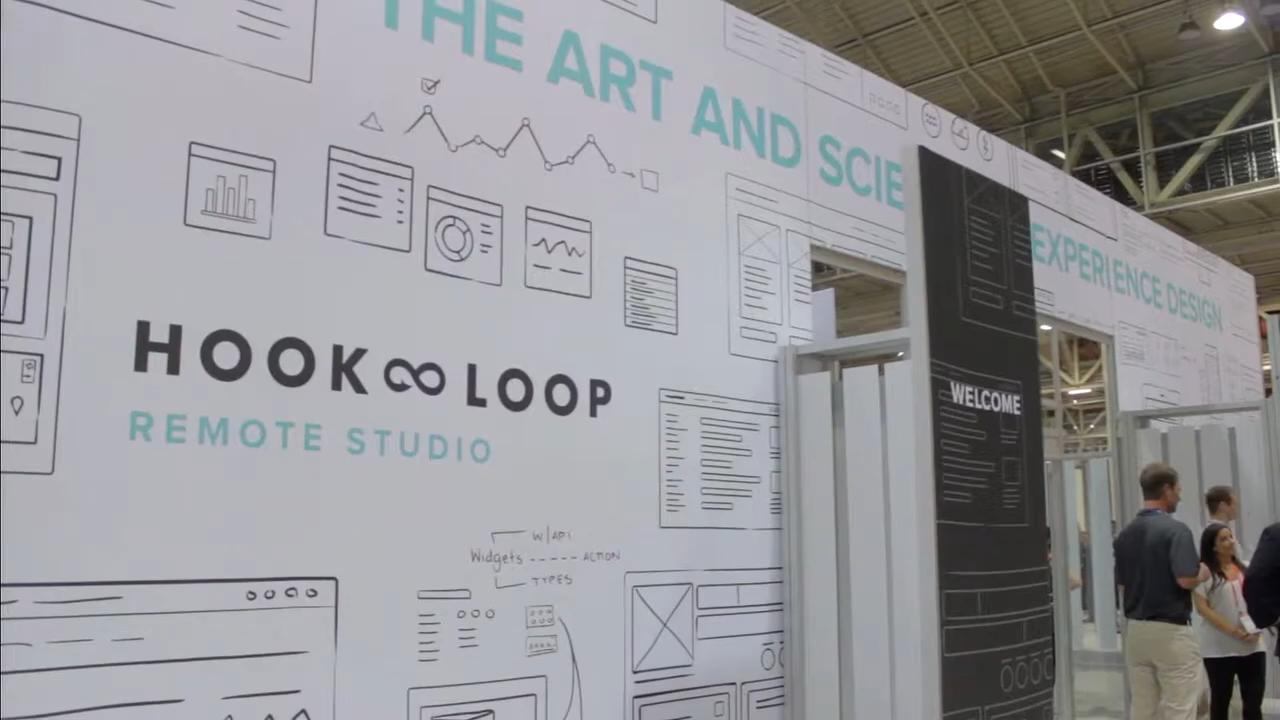 THE ART AND SCIE
EXPERIENCE DESIGN
HOOK LOOP
REMOTE STUDIO
WELCOME
W/API
Widgets ----- ACTION
TYPES